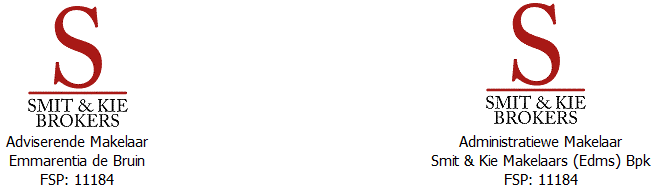 S
SMIT & KIE
BROKERS
Adviserende Makelaar
Emmarentia de Bruin
FSP: 11184
S
SMIT & KIE
BROKERS
Administratiewe Makelaar
Smit & Kie Makelaars (Edms) Bpk
FSP: 11184